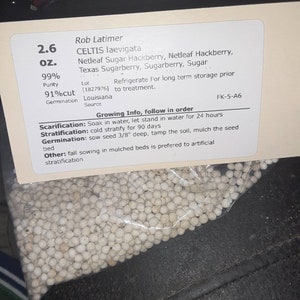 Rob Latimer
2.6 oz.
CELTIS laevigata
Netleaf Sugar Hackberry, Netleaf Hackberry,
Texas Sugarberry, Sugarberry, Sugar
99%
Purity
Lot
[1827976]
Refrigerate For long term storage prior
to treatment.
91%cut
Germination
Louisiana
Source
FK-5-A6
Growing Info, follow in order
Scarification: Soak in water, let stand in water for 24 hours
Stratification: cold stratify for 90 days
Germination: sow seed 3/8" deep, tamp the soil, mulch the seed
bed
Other: fall sowing in mulched beds is prefered to artificial
stratification